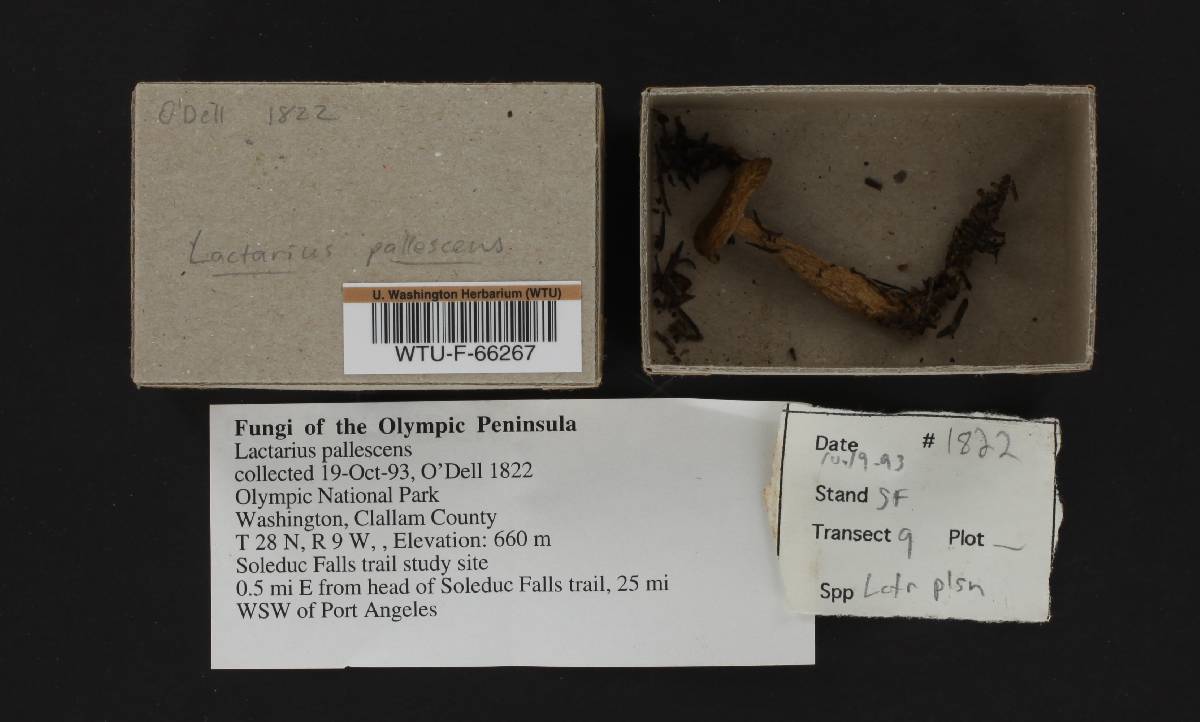 O'Dell 1822
Lactarius pallescens
U. Washington Herbarium (WTU)
WTU-F-66267
Fungi of the Olympic Peninsula
Lactarius pallescens
collected 19-Oct-93, O'Dell 1822
Olympic National Park
Washington, Clallam County
T 28 N, R 9 W, , Elevation: 660 m
Soleduc Falls trail study site
0.5 mi E from head of Soleduc Falls trail, 25 mi
WSW of Port Angeles
Date # 1822
10-19-93
Stand SF
Transect 9 Plot —
Spp Lctr plsn